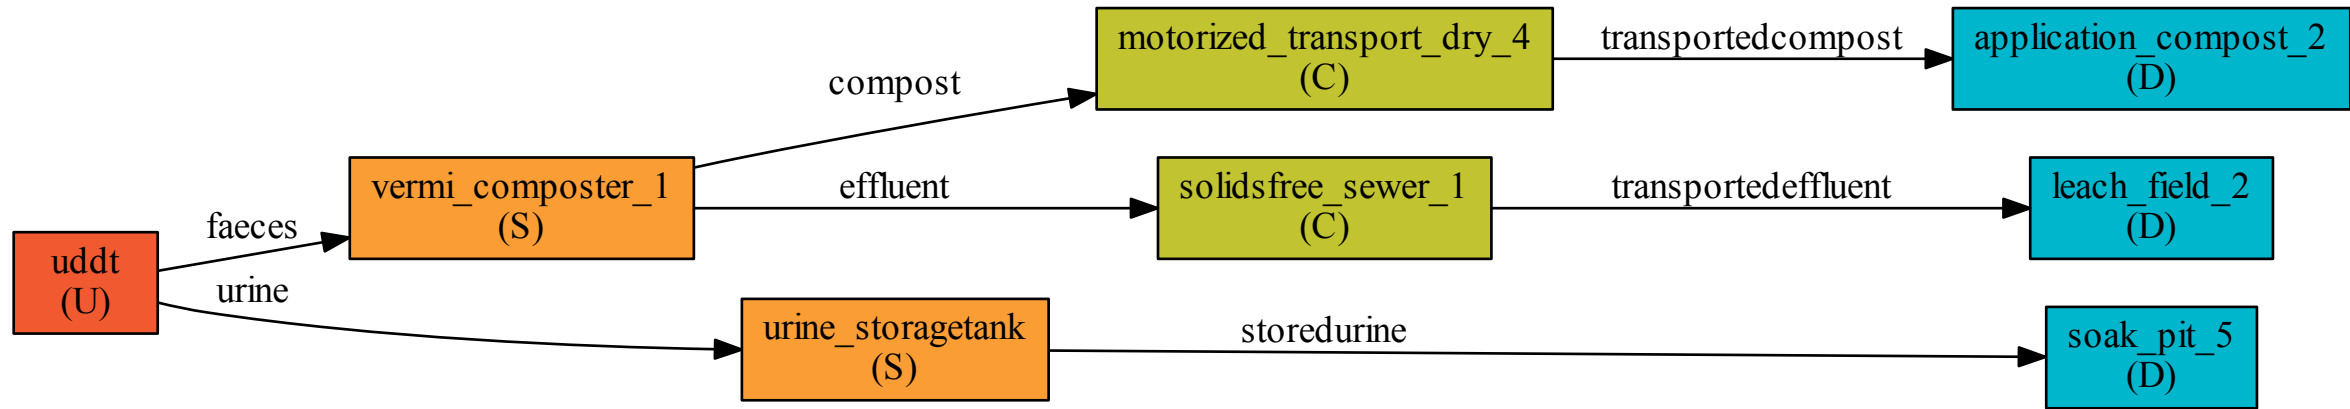 uddt
(U)
faeces
urine
vermi_composter_1
(S)
urine_storagetank
(S)
compost
effluent
storedurine
motorized_transport_dry_4
(C)
solidsfree_sewer_1
(C)
transportedcompost
transportedeffluent
application_compost_2
(D)
leach_field_2
(D)
soak_pit_5
(D)